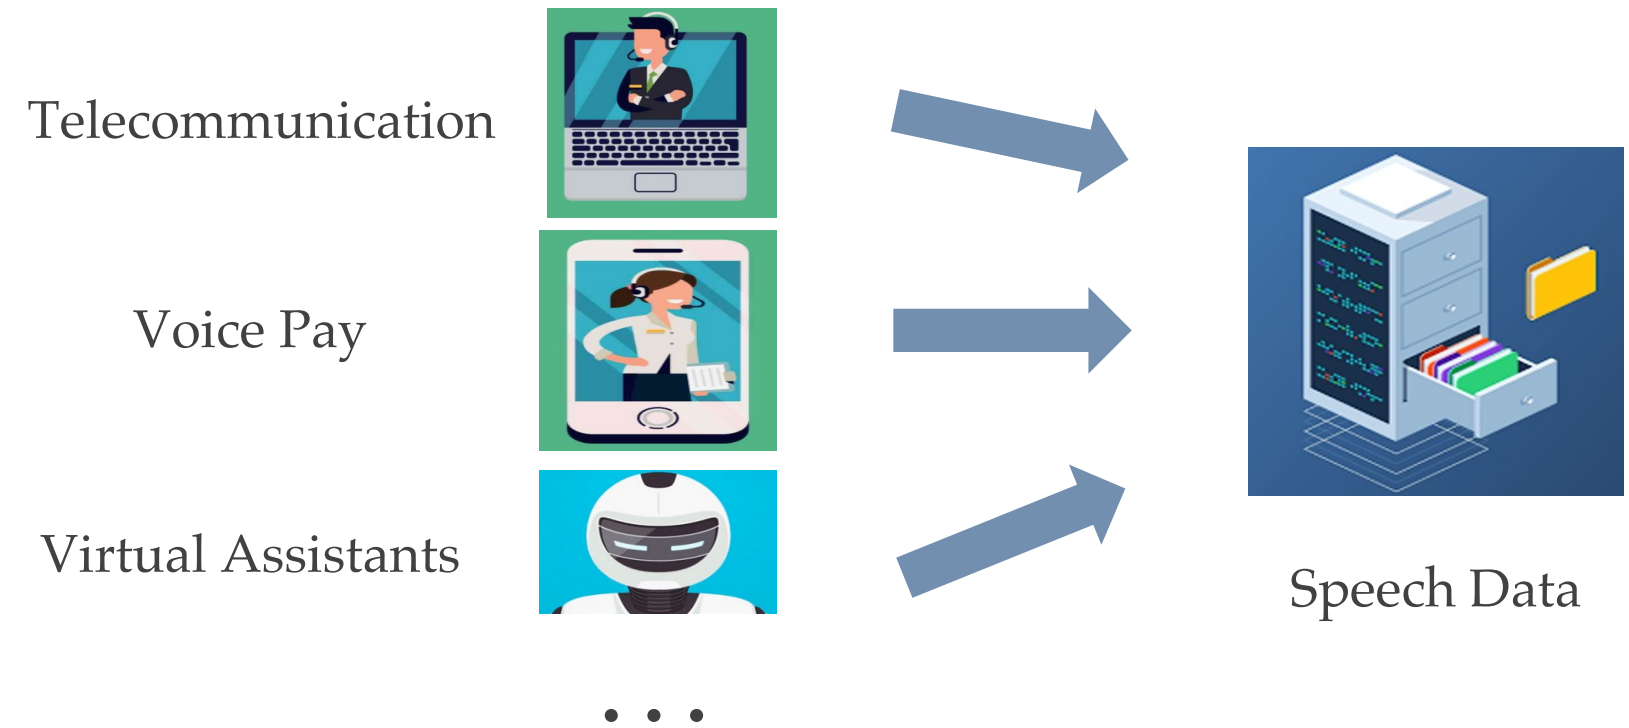 Telecommunication
Voice Pay
Virtual Assistants
Speech Data
. . .